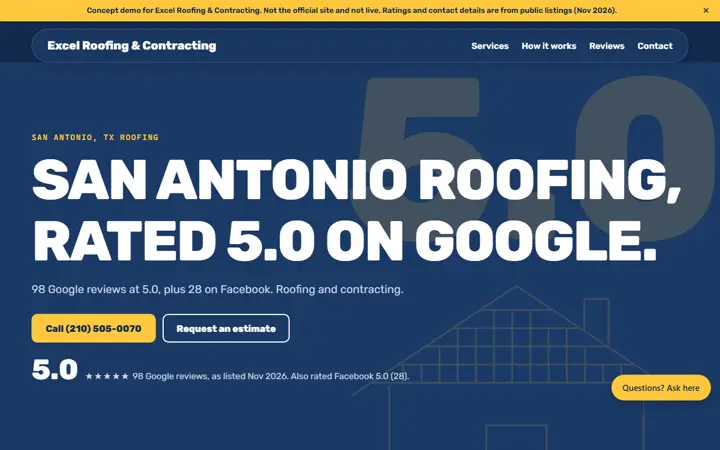 Concept demo for Excel Roofing & Contracting. Not the official site and not live. Ratings and contact details are from public listings (Nov 2026).
×
Excel Roofing & Contracting
Services
How it works
Reviews
Contact
5.0
SAN ANTONIO, TX ROOFING
SAN ANTONIO ROOFING,
RATED 5.0 ON GOOGLE.
98 Google reviews at 5.0, plus 28 on Facebook. Roofing and contracting.
Call (210) 505-0070
Request an estimate
5.0
★★★★★ 98 Google reviews, as listed Nov 2026. Also rated Facebook 5.0 (28).
Questions? Ask here